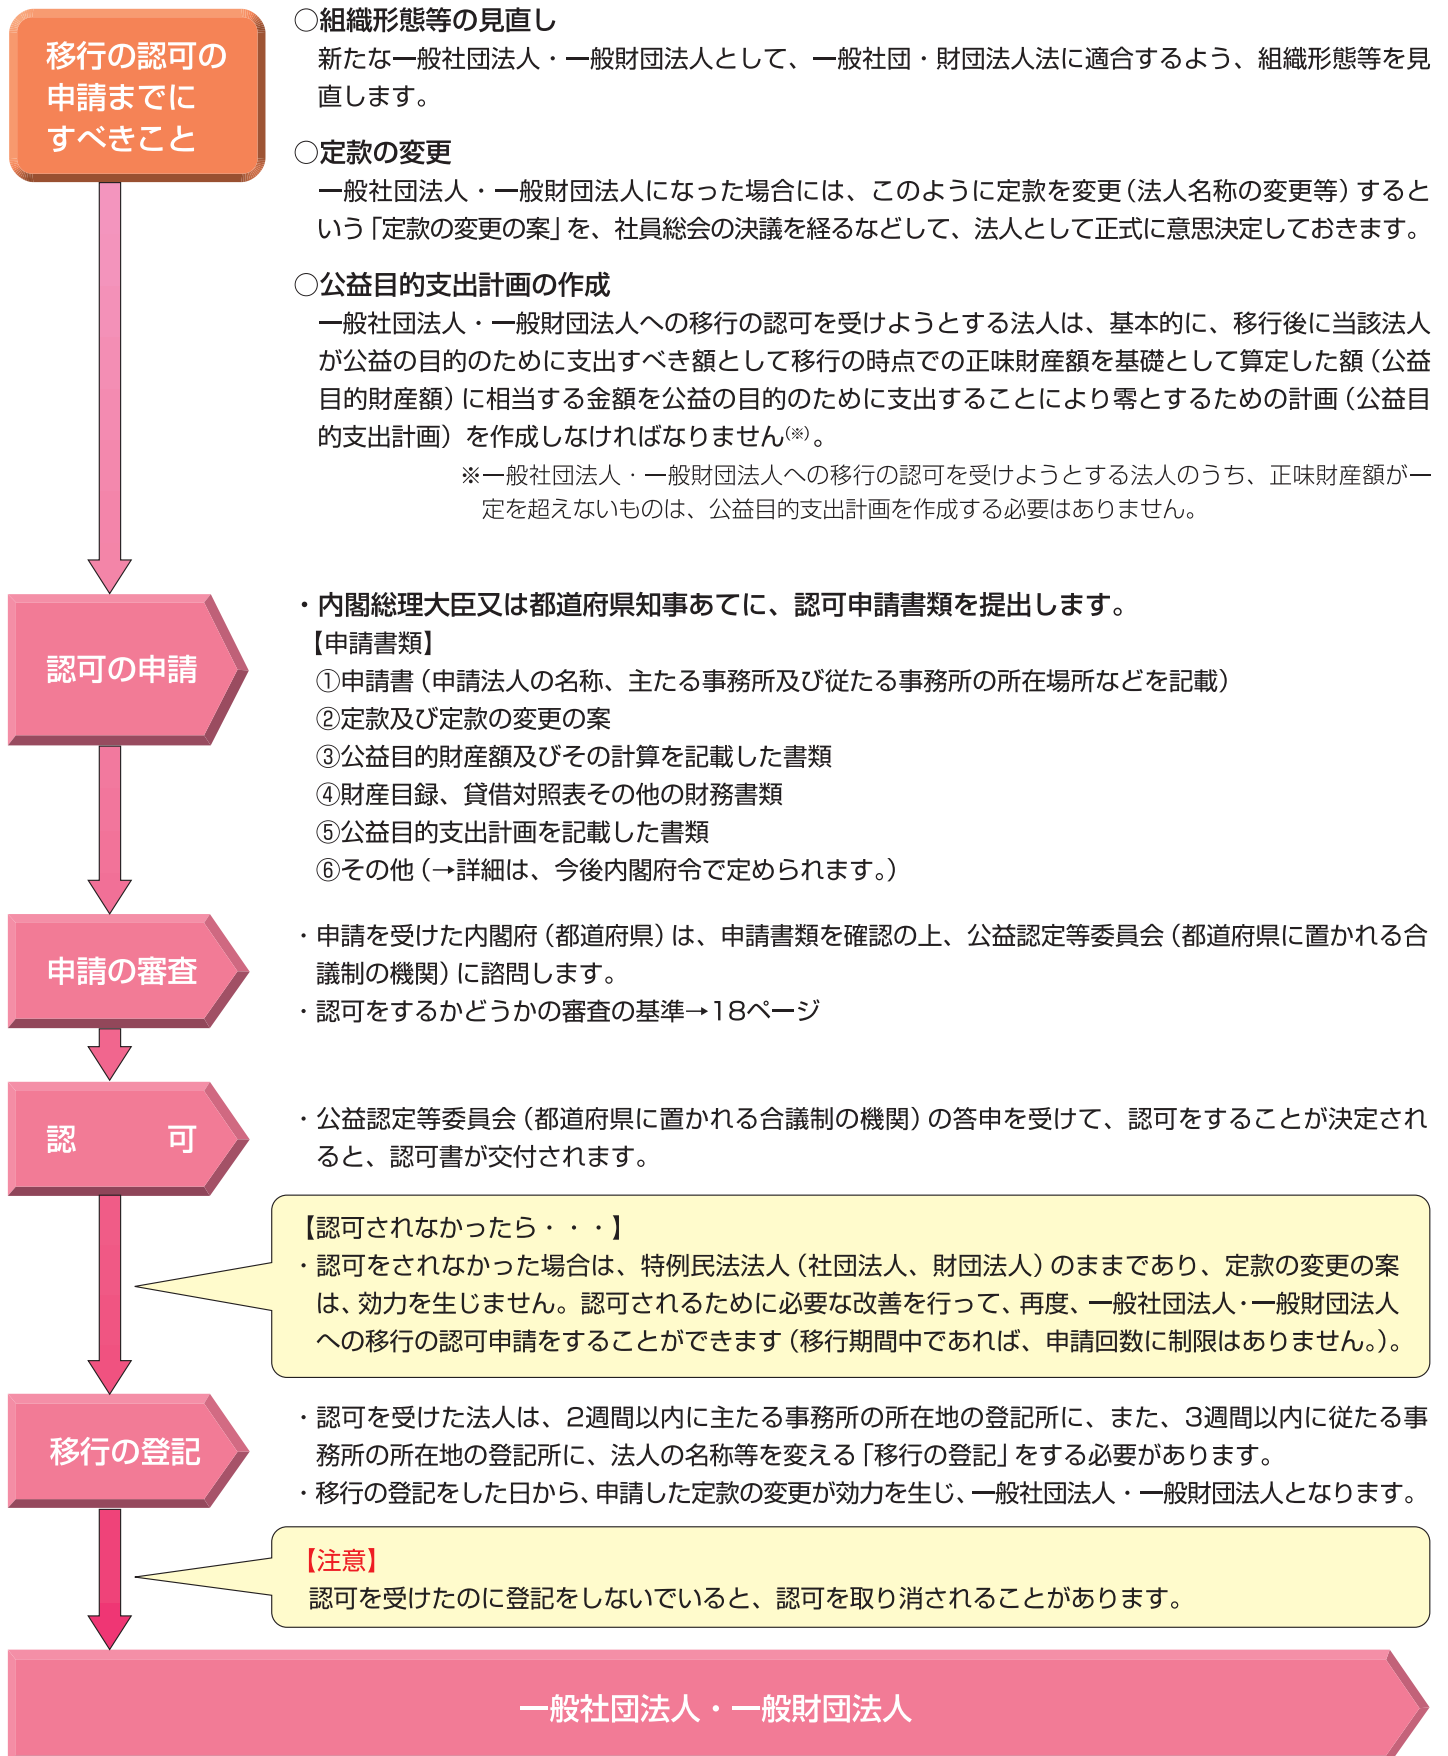 移行の認可の
申請までに
すべきこと
○組織形態等の見直し
新たな一般社団法人・一般財団法人として、一般社団・財団法人法に適合するよう、組織形態等を見
直します。
○定款の変更
一般社団法人・一般財団法人になった場合には、このように定款を変更（法人名称の変更等）すると
いう「定款の変更の案」を、社員総会の決議を経るなどして、法人として正式に意思決定しておきます。
○公益目的支出計画の作成
一般社団法人・一般財団法人への移行の認可を受けようとする法人は、基本的に、移行後に当該法人
が公益の目的のために支出すべき額として移行の時点での正味財産額を基礎として算定した額（公益
目的財産額）に相当する金額を公益の目的のために支出することにより零とするための計画（公益目
的支出計画）を作成しなければなりません(※)。
※一般社団法人・一般財団法人への移行の認可を受けようとする法人のうち、正味財産額が一
定を超えないものは、公益目的支出計画を作成する必要はありません。
認可の申請
・内閣総理大臣又は都道府県知事あてに、認可申請書類を提出します。
【申請書類】
①申請書（申請法人の名称、主たる事務所及び従たる事務所の所在場所などを記載）
②定款及び定款の変更の案
③公益目的財産額及びその計算を記載した書類
④財産目録、貸借対照表その他の財務書類
⑤公益目的支出計画を記載した書類
⑥その他（→詳細は、今後内閣府令で定められます。）
申請の審査
・申請を受けた内閣府（都道府県）は、申請書類を確認の上、公益認定等委員会（都道府県に置かれる合
議制の機関）に諮問します。
・認可をするかどうかの審査の基準→18ページ
認　　　可
・公益認定等委員会（都道府県に置かれる合議制の機関）の答申を受けて、認可をすることが決定され
ると、認可書が交付されます。
【認可されなかったら・・・】
・認可をされなかった場合は、特例民法法人（社団法人、財団法人）のままであり、定款の変更の案
は、効力を生じません。認可されるために必要な改善を行って、再度、一般社団法人・一般財団法人
への移行の認可申請をすることができます（移行期間中であれば、申請回数に制限はありません。）。
移行の登記
・認可を受けた法人は、2週間以内に主たる事務所の所在地の登記所に、また、3週間以内に従たる事
務所の所在地の登記所に、法人の名称等を変える「移行の登記」をする必要があります。
・移行の登記をした日から、申請した定款の変更が効力を生じ、一般社団法人・一般財団法人となります。
【注意】
認可を受けたのに登記をしないでいると、認可を取り消されることがあります。
一般社団法人・一般財団法人